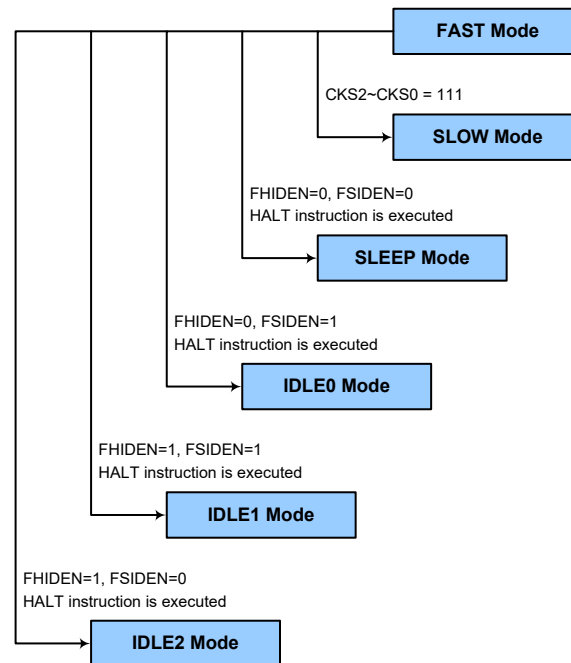 FAST Mode
CKS2~CKS0 = 111
SLOW Mode
FHIDEN=0, FSIDEN=0
HALT instruction is executed
SLEEP Mode
FHIDEN=0, FSIDEN=1
HALT instruction is executed
IDLE0 Mode
FHIDEN=1, FSIDEN=1
HALT instruction is executed
IDLE1 Mode
FHIDEN=1, FSIDEN=0
HALT instruction is executed
IDLE2 Mode